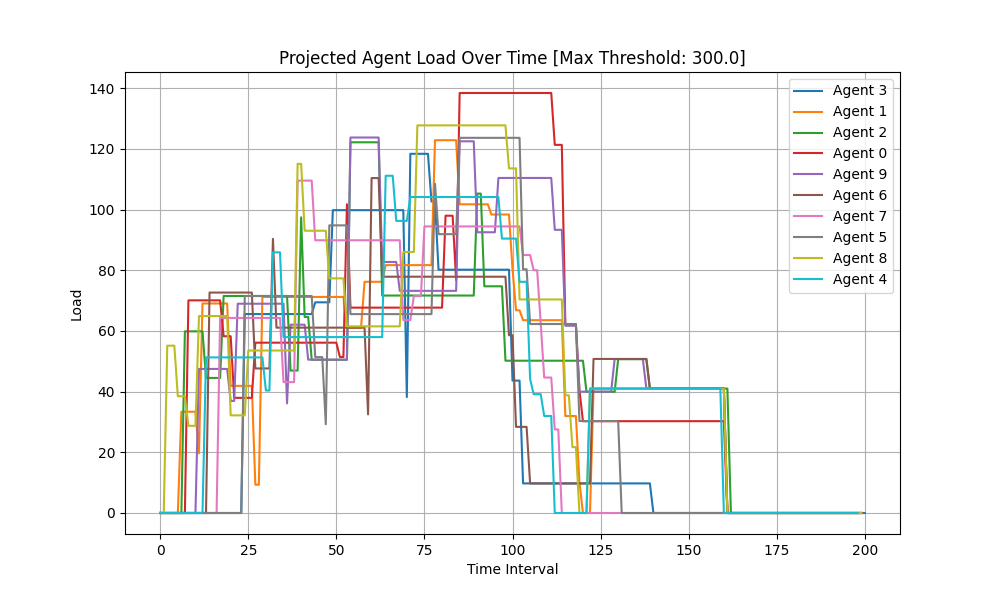 Projected Agent Load Over Time [Max Threshold: 300.0]
Load
140
120
100
80
60
40
20
0
0 25 50 75 100 125 150 175 200
Time Interval
Agent 3
Agent 1
Agent 2
Agent 0
Agent 9
Agent 6
Agent 7
Agent 5
Agent 8
Agent 4